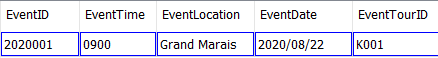 EventID EventTime EventLocation EventDate EventTourID
2020001 0900 Grand Marais 2020/08/22 K001